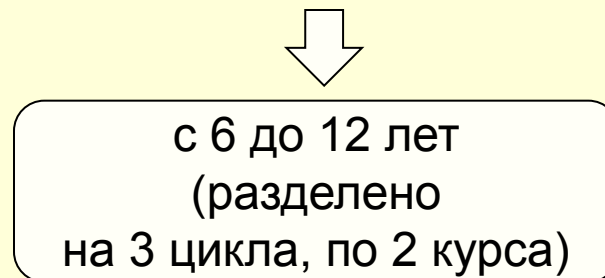 с 6 до 12 лет
(разделено
на 3 цикла, по 2 курса)